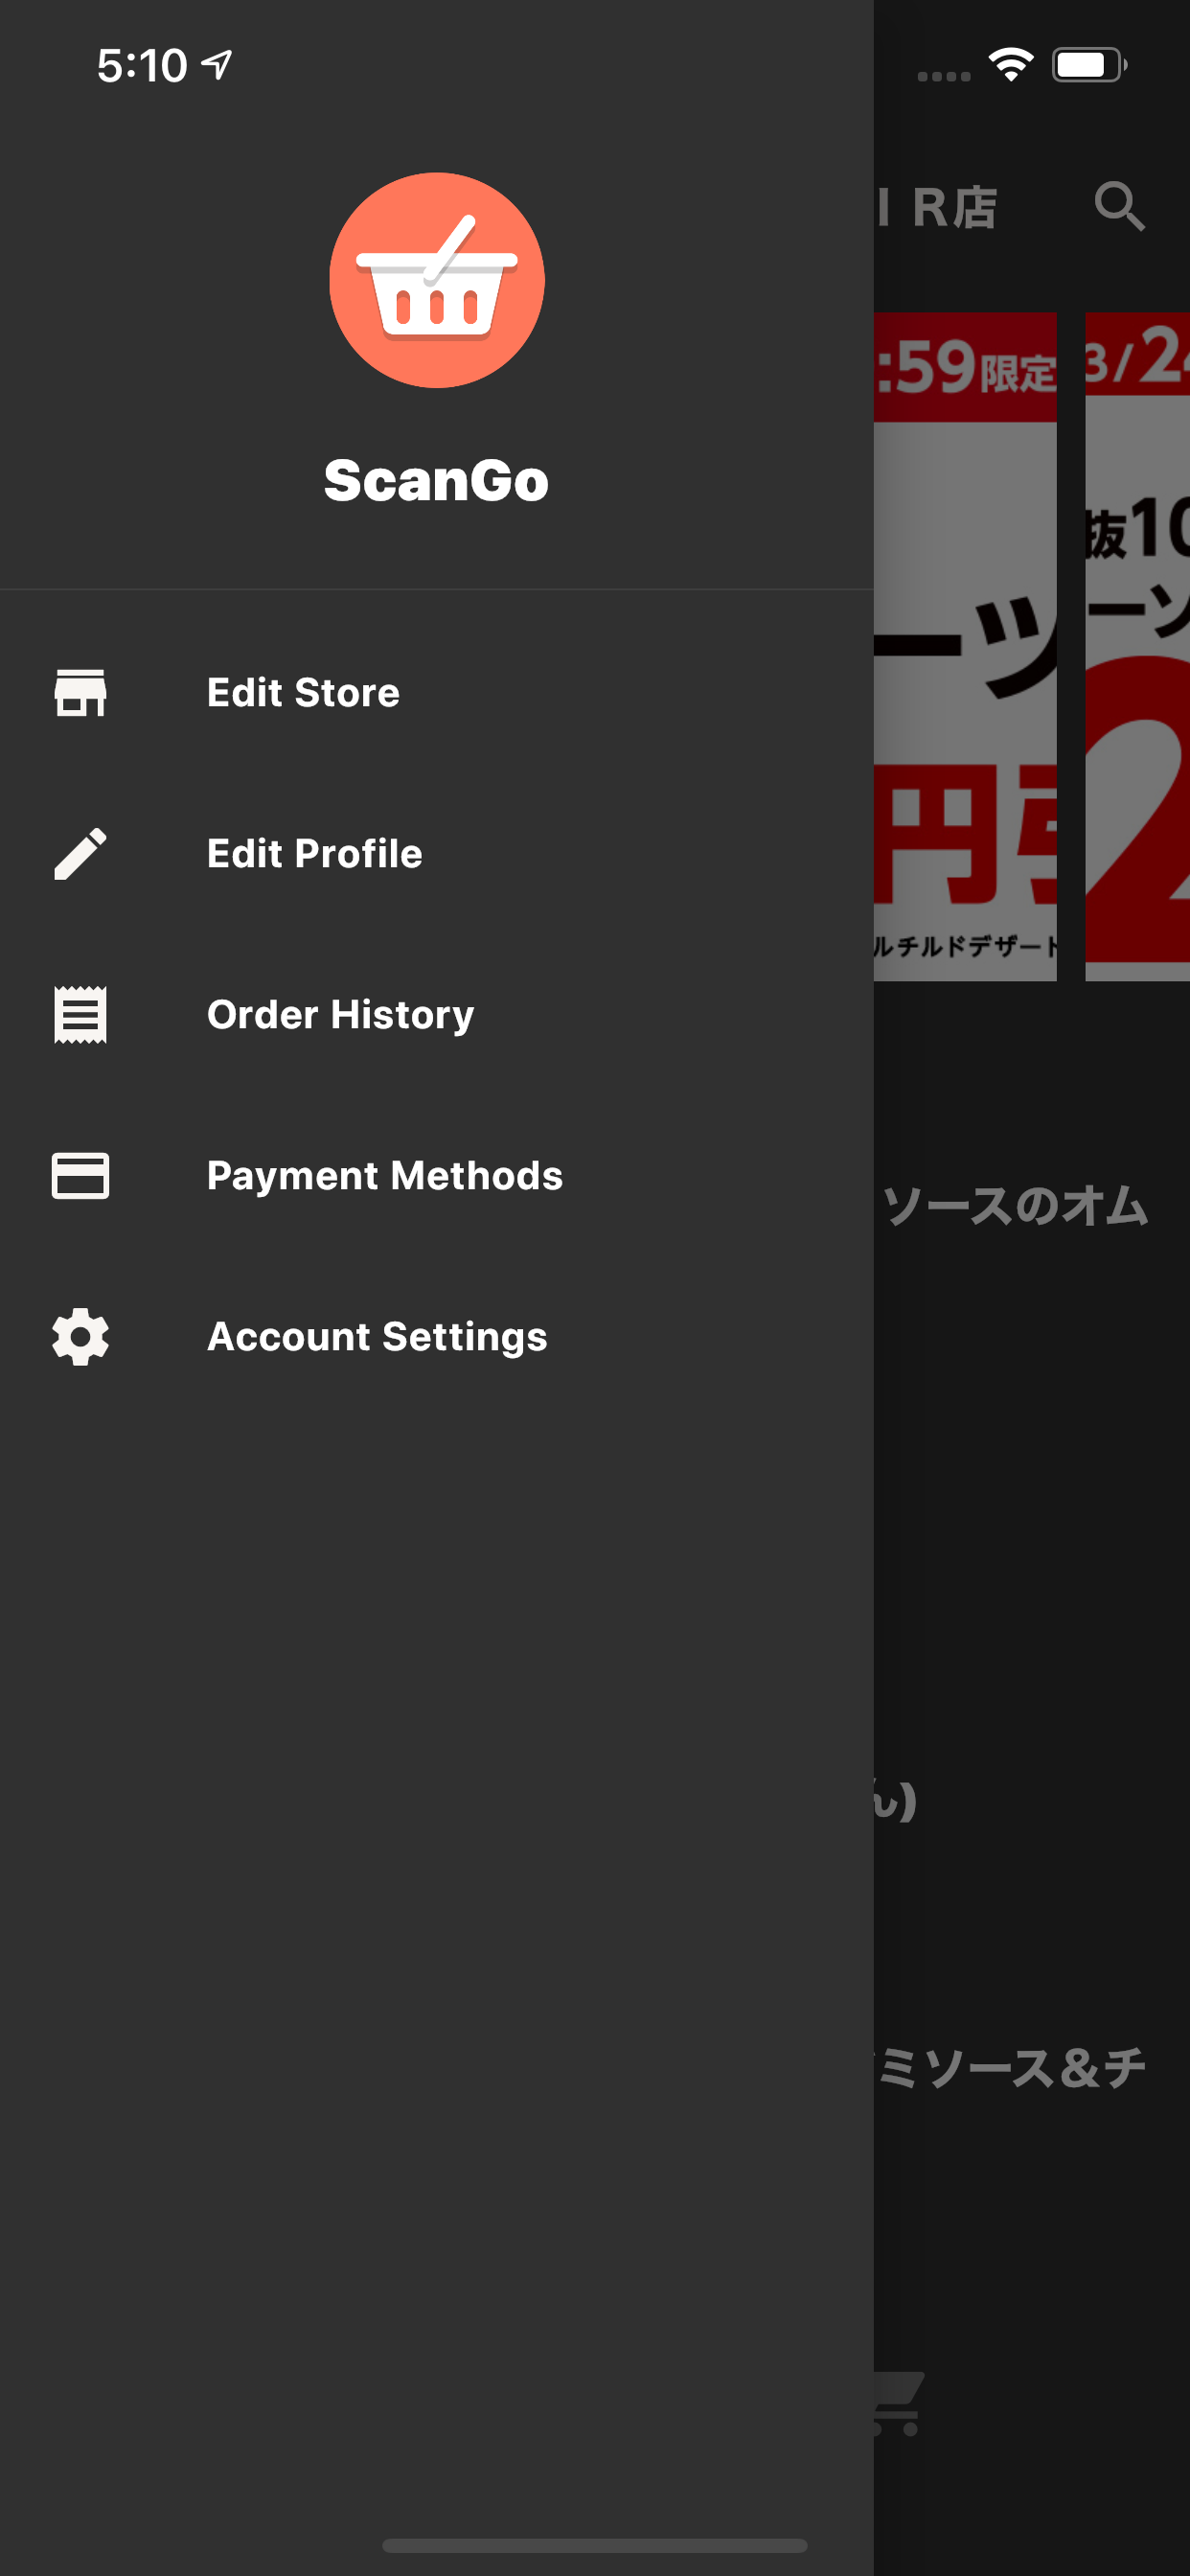 5:10
I R店
:59限定
3/24
ScanGo
抜10
ーソ
ーツ
Edit Store
円引
2
Edit Profile
ルチルドデザート
Order History
Payment Methods
ソースのオム
Account Settings
ん)
ミソース&チ